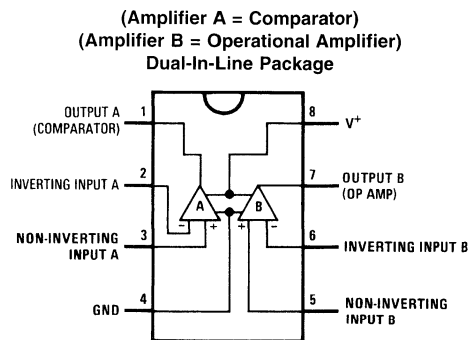 (Amplifier A = Comparator)
(Amplifier B = Operational Amplifier)
Dual-In-Line Package
OUTPUT A
(COMPARATOR)
1
8
V+
2
INVERTING INPUT A
7
OUTPUT B
(OP AMP)
A
B
− + + −
NON-INVERTING
INPUT A
3
6
INVERTING INPUT B
4
GND
5
NON-INVERTING
INPUT B